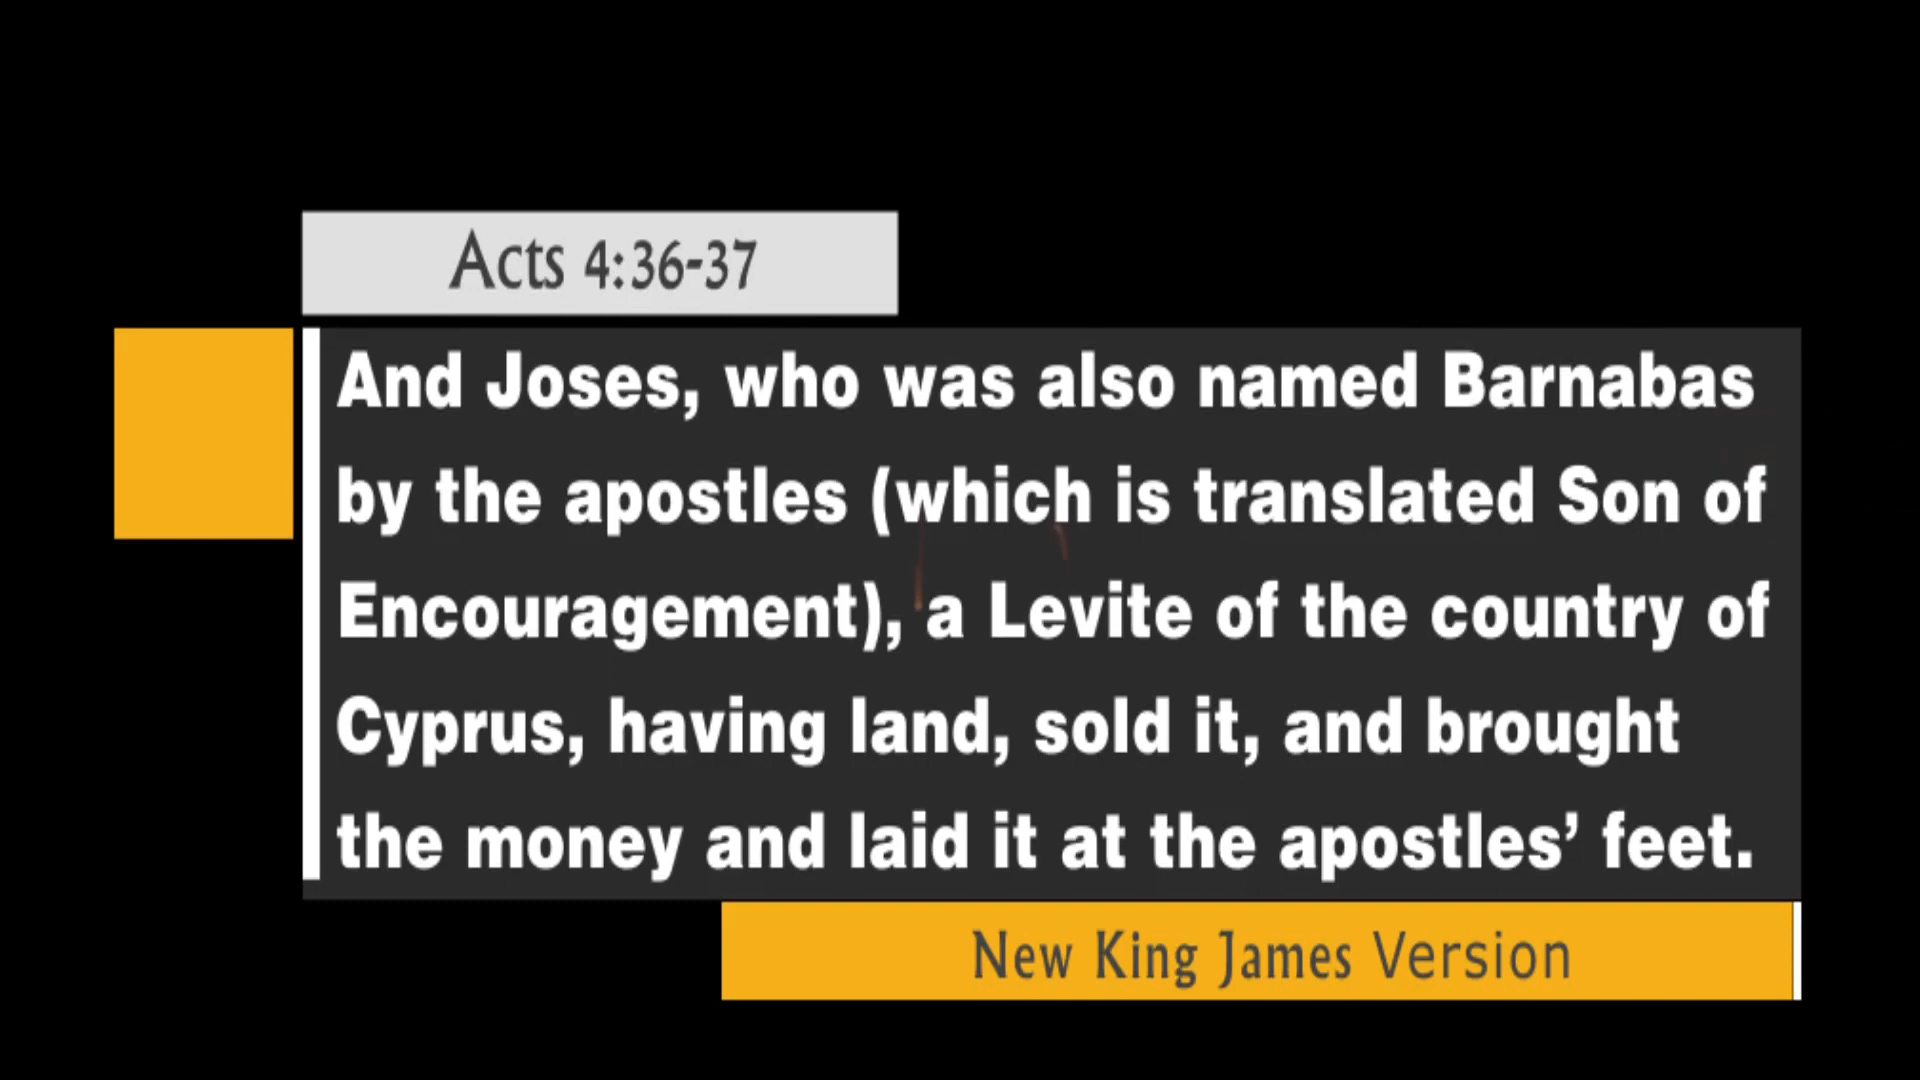 Acts 4:36-37
And Joses, who was also named Barnabas
by the apostles (which is translated Son of
Encouragement), a Levite of the country of
Cyprus, having land, sold it, and brought
the money and laid it at the apostles’ feet.
New King James Version